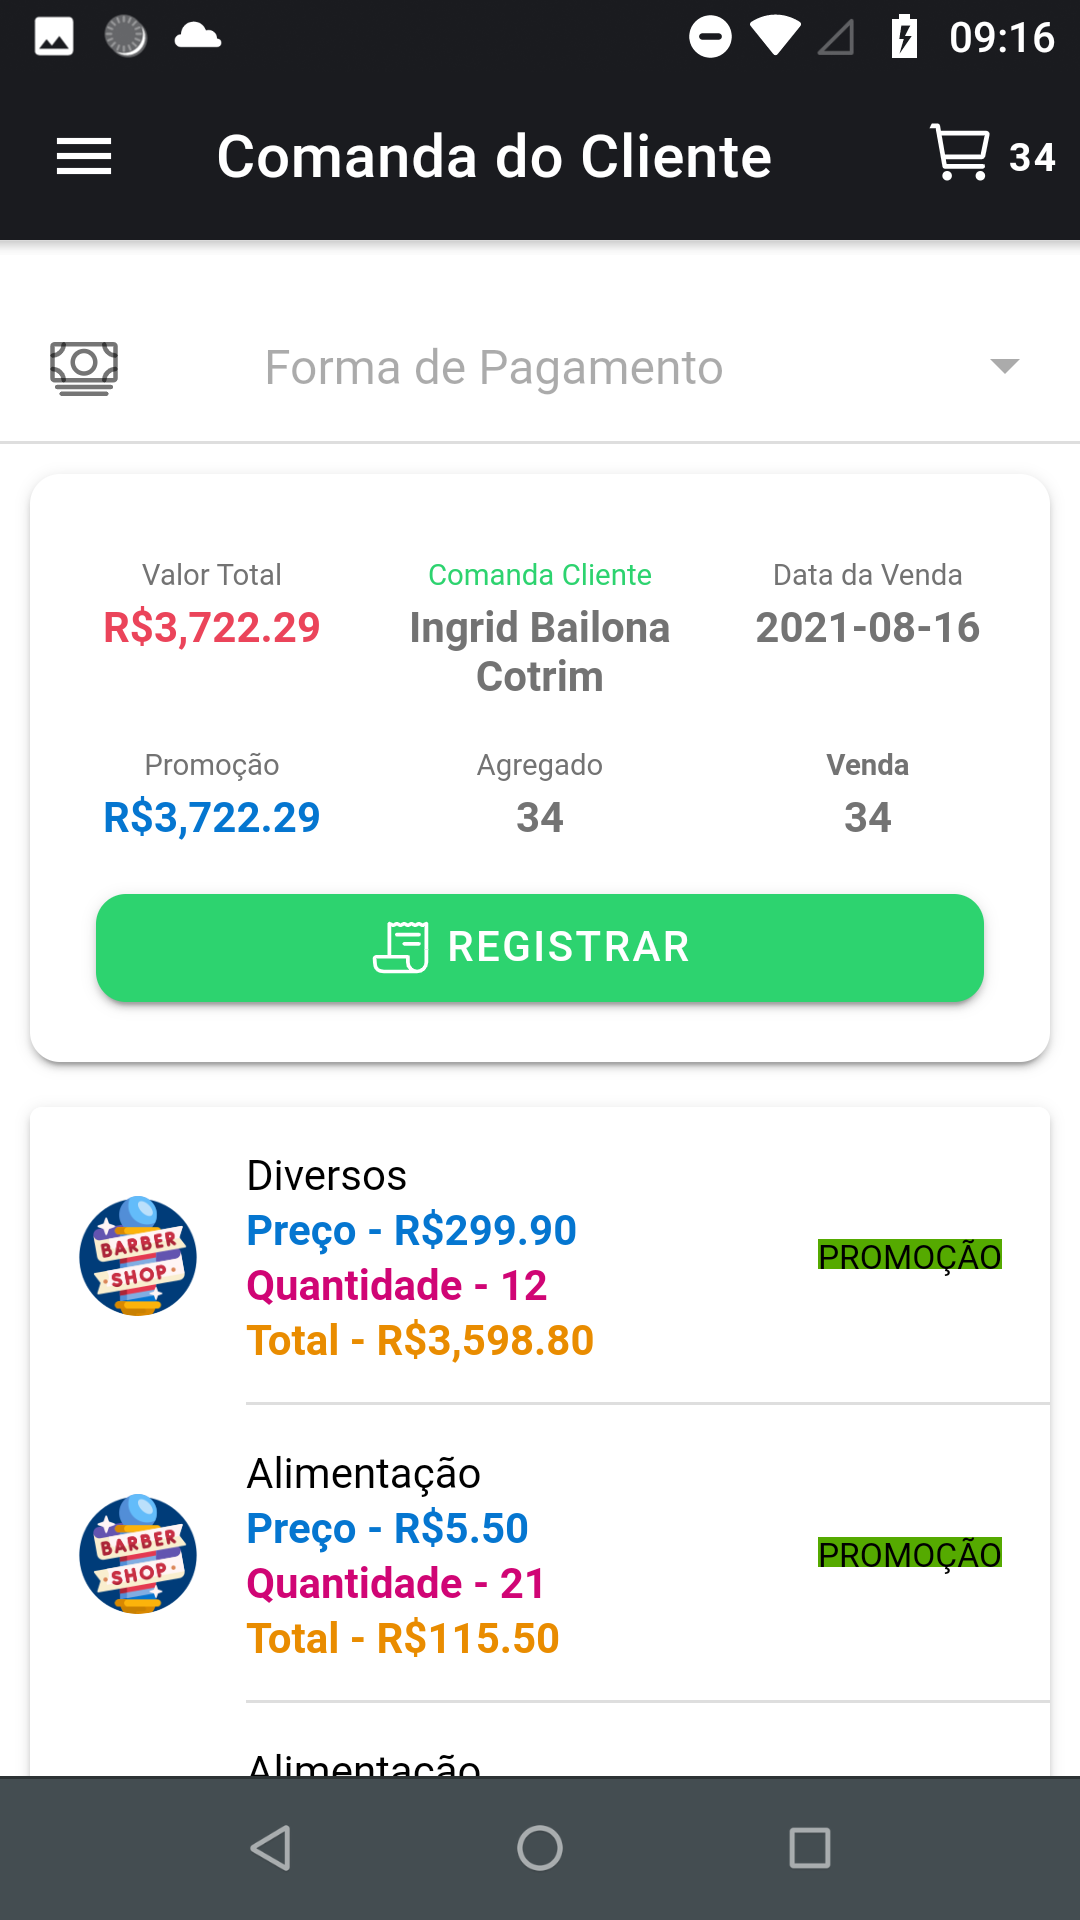 09:16
Comanda do Cliente
34
Forma de Pagamento
Valor Total
R$3,722.29
Comanda Cliente
Ingrid Bailona
Cotrim
Data da Venda
2021-08-16
Promoção
R$3,722.29
Agregado
34
Venda
34
REGISTRAR
BARBER
SHOP
Diversos
Preço - R$299.90
Quantidade - 12
Total - R$3,598.80
PROMOÇÃO
BARBER
SHOP
Alimentação
Preço - R$5.50
Quantidade - 21
Total - R$115.50
PROMOÇÃO
Alimentação